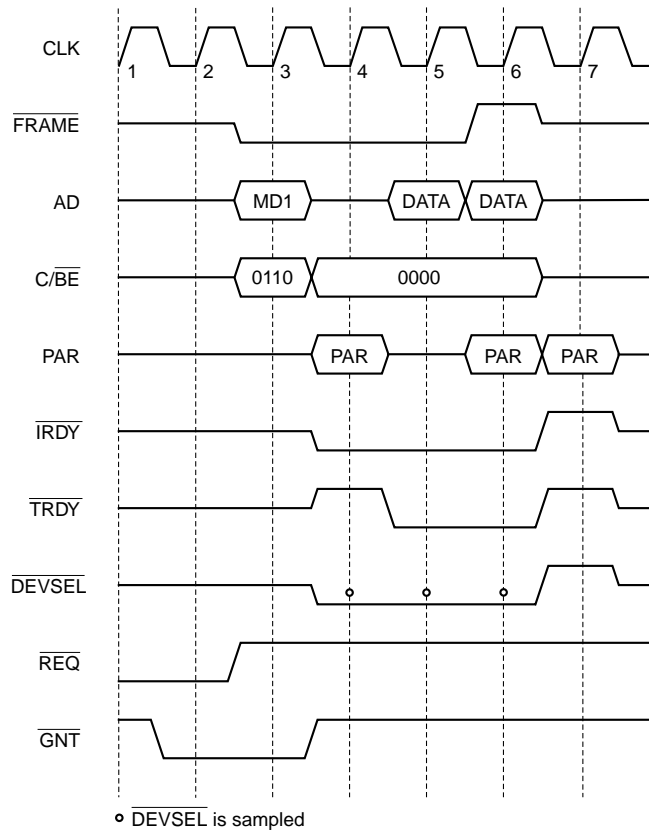 CLK
1 2 3 4 5 6 7
FRAME
AD MD1 DATA DATA
C/BE 0110 0000
PAR PAR PAR PAR
IRDY
TRDY
DEVSEL
REQ
GNT
DEVSEL is sampled